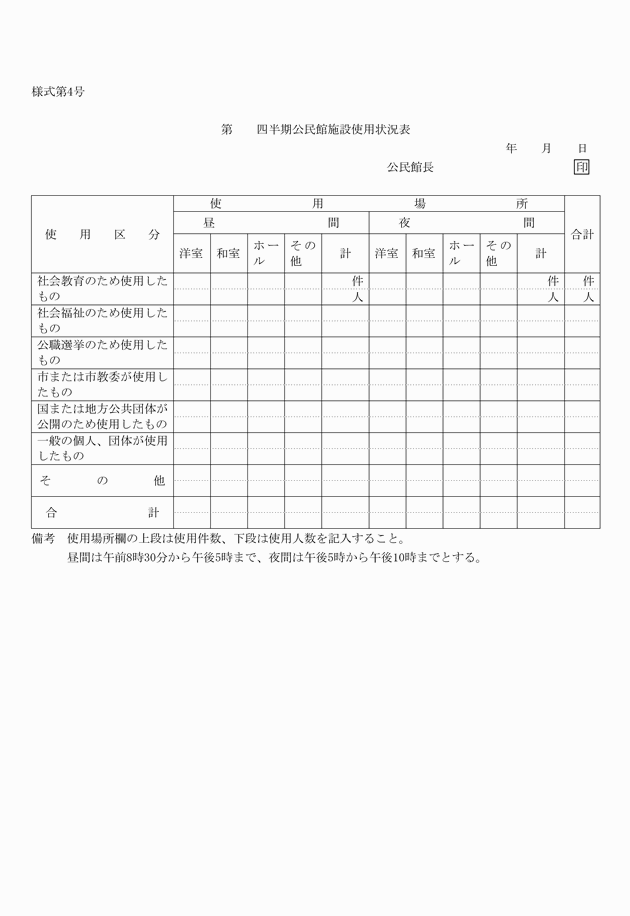 様式第4号
第　　四半期公民館施設使用状況表
年　　月　　日
公民館長　　印
使用区分
使用場所
合計
昼間
夜間
洋室
和室
ホー
ル
その
他
計
洋室
和室
ホー
ル
その
他
計
社会教育のため使用した
もの
件
人
件
人
件
人
社会福祉のため使用した
もの
公職選挙のため使用した
もの
市または市教委が使用し
たもの
国または地方公共団体が
公開のため使用したもの
一般の個人、団体が使用
したもの
その他
合計
備考　使用場所欄の上段は使用件数、下段は使用人数を記入すること。
昼間は午前8時30分から午後5時まで、夜間は午後5時から午後10時までとする。